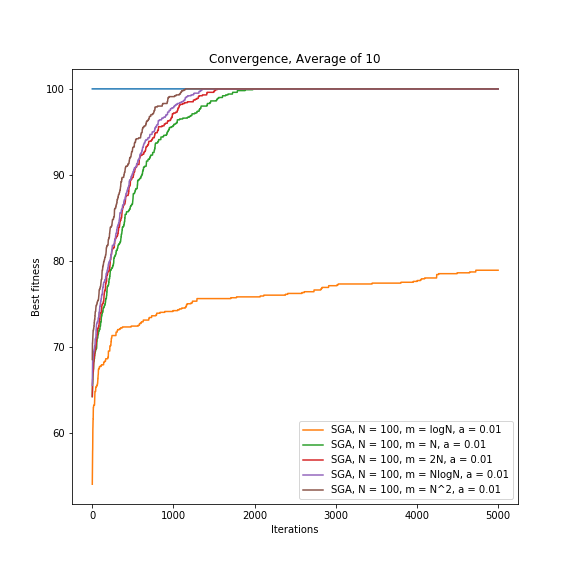 Convergence, Average of 10
100
90
80
70
60
Best fitness
0
1000
2000
3000
4000
5000
Iterations
SGA, N = 100, m = logN, a = 0.01
SGA, N = 100, m = N, a = 0.01
SGA, N = 100, m = 2N, a = 0.01
SGA, N = 100, m = NlogN, a = 0.01
SGA, N = 100, m = N^2, a = 0.01